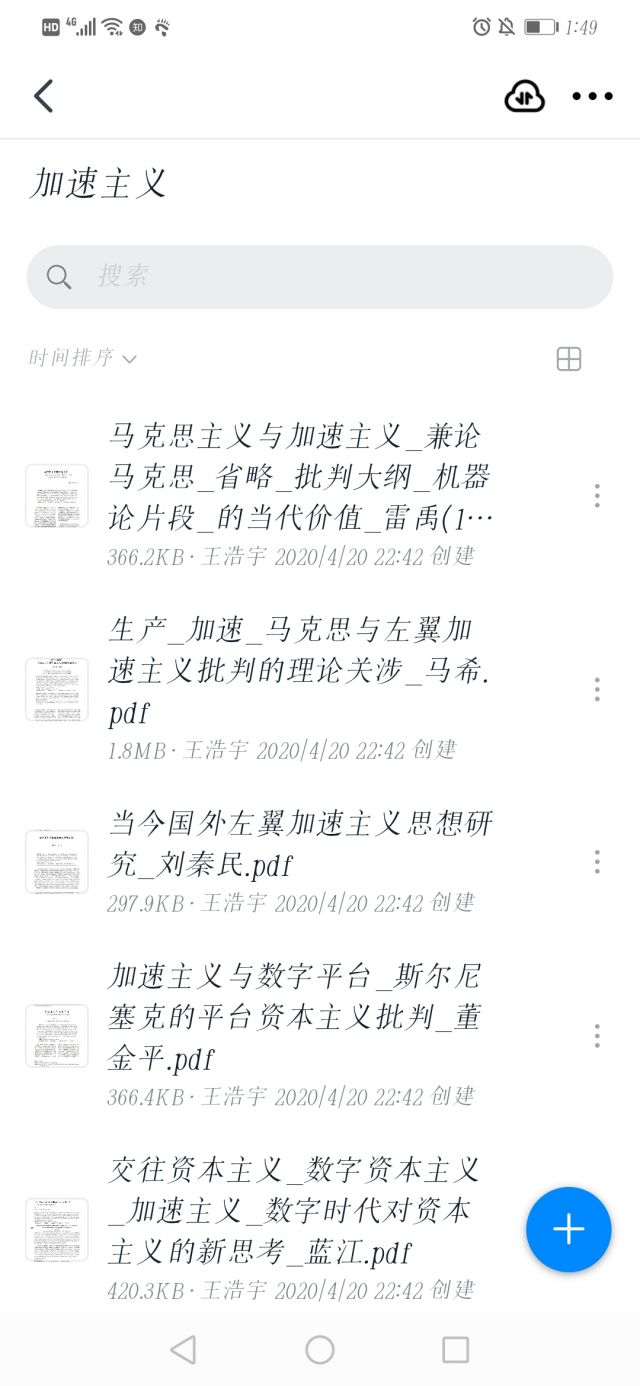 HD 4G 知 1:49
加速主义
搜索
时间排序
马克思主义与加速主义_兼论
马克思_省略_批判大纲_机器
论片段_的当代价值_雷禹(1…
366.2KB · 王浩宇 2020/4/20 22:42 创建
生产_加速_马克思与左翼加
速主义批判的理论关涉_马希.
pdf
1.8MB · 王浩宇 2020/4/20 22:42 创建
当今国外左翼加速主义思想研
究_刘秦民.pdf
297.9KB · 王浩宇 2020/4/20 22:42 创建
加速主义与数字平台_斯尔尼
塞克的平台资本主义批判_董
金平.pdf
366.4KB · 王浩宇 2020/4/20 22:42 创建
交往资本主义_数字资本主义
_加速主义_数字时代对资本
主义的新思考_蓝江.pdf
420.3KB · 王浩宇 2020/4/20 22:42 创建